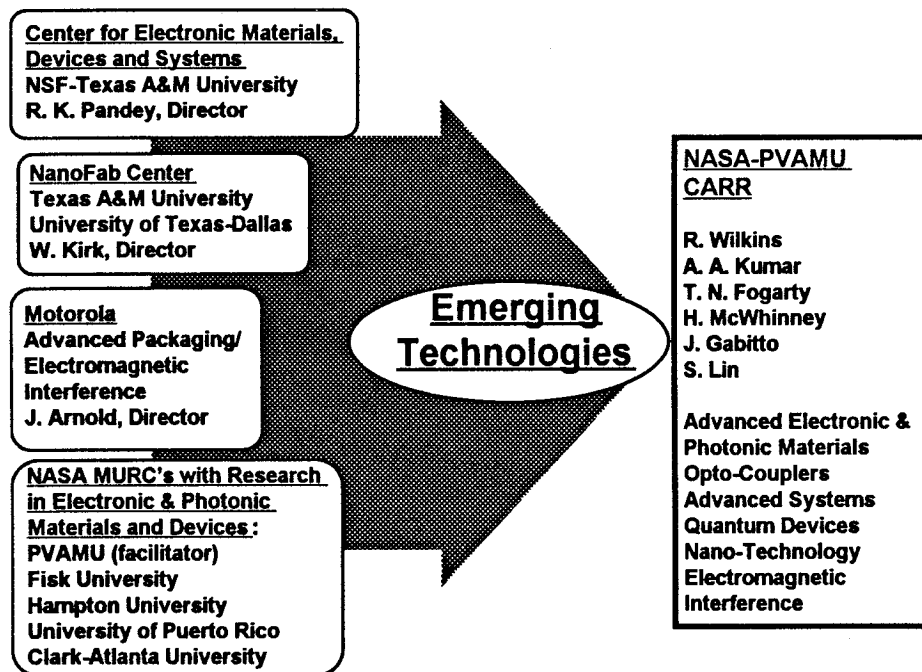 Center for Electronic Materials,
Devices and Systems
NSF-Texas A&M University
R. K. Pandey, Director
NanoFab Center
Texas A&M University
University of Texas-Dallas
W. Kirk, Director
Motorola
Advanced Packaging/
Electromagnetic
Interference
J. Arnold, Director
NASA MURC's with Research
in Electronic & Photonic
Materials and Devices :
PVAMU (facilitator)
Fisk University
Hampton University
University of Puerto Rico
Clark-Atlanta University
Emerging
Technologies
NASA-PVAMU
CARR
R. Wilkins
A. A. Kumar
T. N. Fogarty
H. McWhinney
J. Gabitto
S. Lin
Advanced Electronic &
Photonic Materials
Opto-Couplers
Advanced Systems
Quantum Devices
Nano-Technology
Electromagnetic
Interference